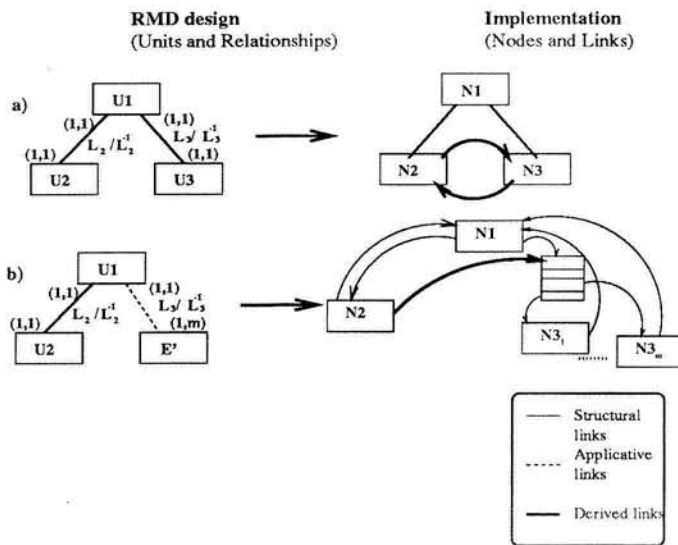 RMD design
(Units and Relationships)
Implementation
(Nodes and Links)
a)
U1
(1,1)
(1,1)
L₂ / L₂⁻¹
L₃ / L₃⁻¹
(1,1)
(1,1)
U2
U3
N1
N2
N3
b)
U1
(1,1)
(1,1)
L₂ / L₂⁻¹
L₃ / L₃⁻¹
(1,1)
(1,m)
U2
E'
N1
N2
N3₁
........
N3ₘ
Structural
links
Applicative
links
Derived links